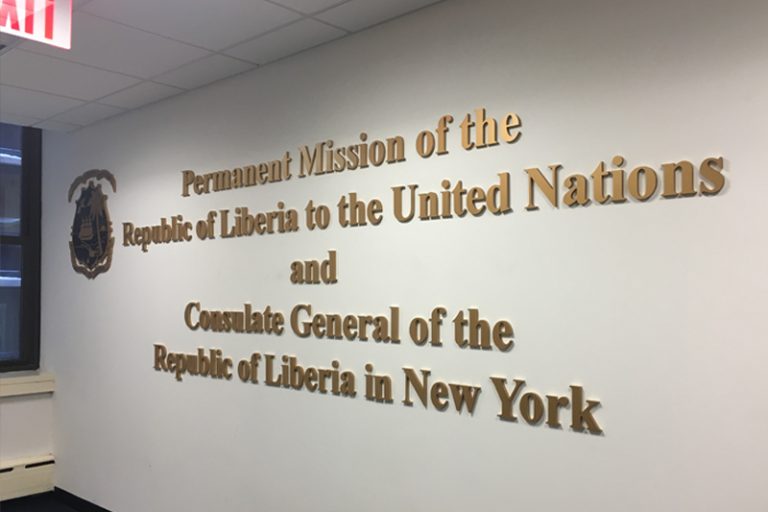 EXIT
Permanent Mission of the
Republic of Liberia to the United Nations
and
Consulate General of the
Republic of Liberia in New York